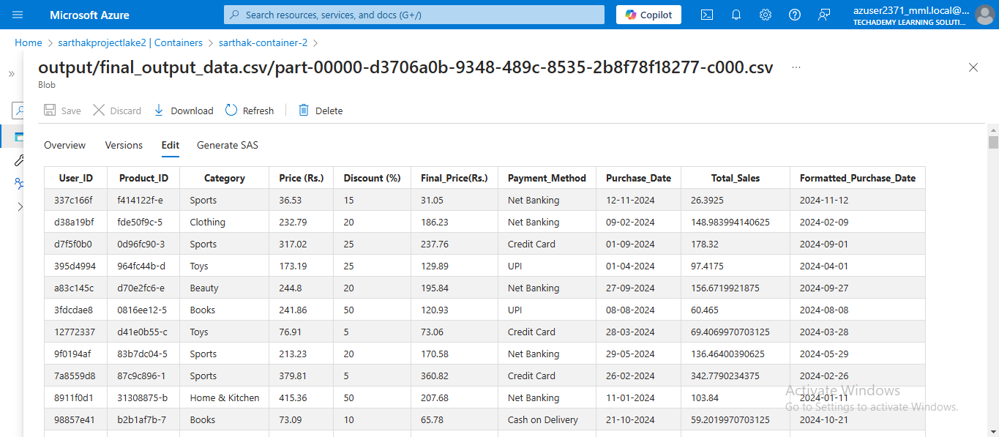 Microsoft Azure
Search resources, services, and docs (G+/)
Copilot
azuser2371_mml.local@...
TECHADEMY LEARNING SOLUTI...
Home > sarthakprojectlake2 | Containers > sarthak-container-2 >
output/final_output_data.csv/part-00000-d3706a0b-9348-489c-8535-2b8f78f18277-c000.csv ...
Blob
Save Discard Download Refresh Delete
Overview Versions Edit Generate SAS
User_ID Product_ID Category Price (Rs.) Discount (%) Final_Price(Rs.) Payment_Method Purchase_Date Total_Sales Formatted_Purchase_Date
337c166f f414122f-e Sports 36.53 15 31.05 Net Banking 12-11-2024 26.3925 2024-11-12
d38a19bf fde50f9c-5 Clothing 232.79 20 186.23 Net Banking 09-02-2024 148.983994140625 2024-02-09
d7f5f0b0 0d96fc90-3 Sports 317.02 25 237.76 Credit Card 01-09-2024 178.32 2024-09-01
395d4994 964fc44b-d Toys 173.19 25 129.89 UPI 01-04-2024 97.4175 2024-04-01
a83c145c d70e2fc6-e Beauty 244.8 20 195.84 Net Banking 27-09-2024 156.6719921875 2024-09-27
3fdcdae8 0816ee12-5 Books 241.86 50 120.93 UPI 08-08-2024 60.465 2024-08-08
12772337 d41e0b55-c Toys 76.91 5 73.06 Credit Card 28-03-2024 69.4069970703125 2024-03-28
9f0194af 83b7dc04-5 Sports 213.23 20 170.58 Net Banking 29-05-2024 136.46400390625 2024-05-29
7a8559d8 87c9c896-1 Sports 379.81 5 360.82 Credit Card 26-02-2024 342.7790234375 2024-02-26
8911f0d1 31308875-b Home & Kitchen 415.36 50 207.68 Net Banking 11-01-2024 103.84 2024-01-11
98857e41 b2b1af7b-7 Books 73.09 10 65.78 Cash on Delivery 21-10-2024 59.2019970703125 2024-10-21
Activate Windows
Go to Settings to activate Windows.